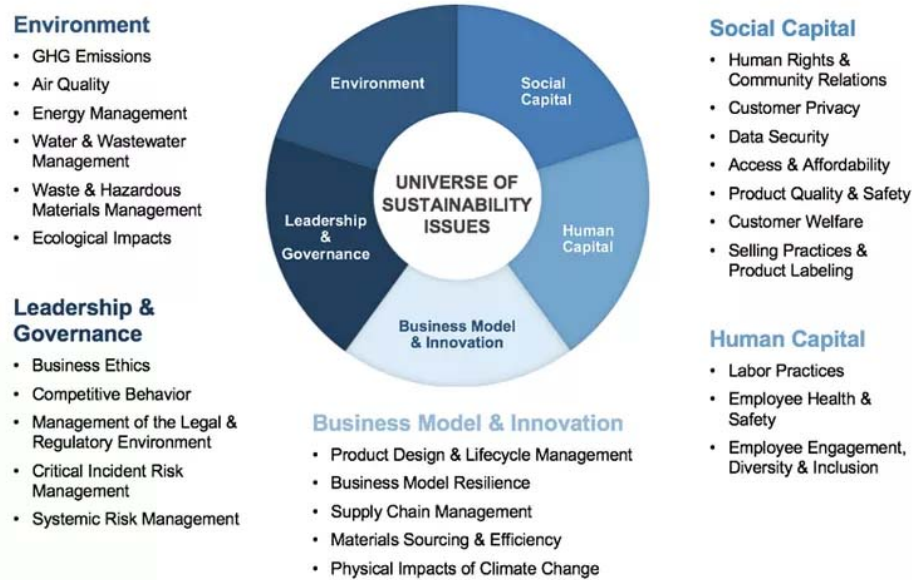 Environment
• GHG Emissions
• Air Quality
• Energy Management
• Water & Wastewater
Management
• Waste & Hazardous
Materials Management
• Ecological Impacts
Leadership &
Governance
• Business Ethics
• Competitive Behavior
• Management of the Legal &
Regulatory Environment
• Critical Incident Risk
Management
• Systemic Risk Management
Environment
Social
Capital
Leadership
&
Governance
UNIVERSE OF
SUSTAINABILITY
ISSUES
Human
Capital
Business Model
& Innovation
Business Model & Innovation
• Product Design & Lifecycle Management
• Business Model Resilience
• Supply Chain Management
• Materials Sourcing & Efficiency
• Physical Impacts of Climate Change
Social Capital
• Human Rights &
Community Relations
• Customer Privacy
• Data Security
• Access & Affordability
• Product Quality & Safety
• Customer Welfare
• Selling Practices &
Product Labeling
Human Capital
• Labor Practices
• Employee Health &
Safety
• Employee Engagement,
Diversity & Inclusion